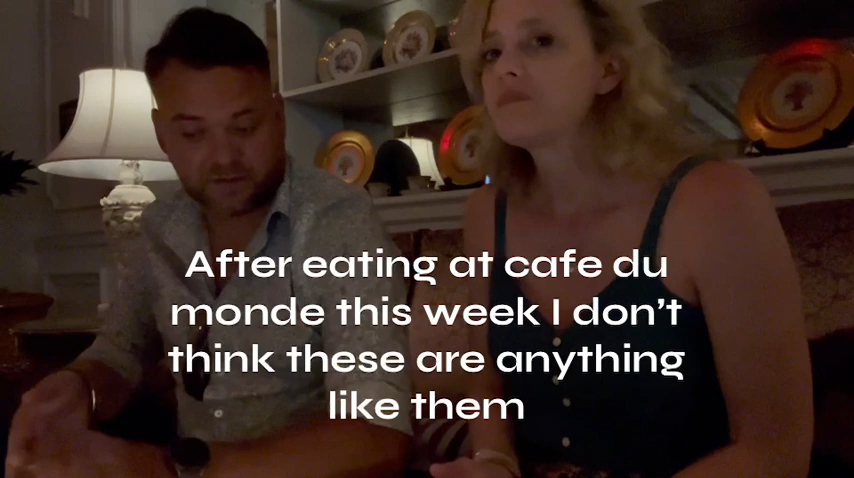 After eating at cafe du
monde this week I don’t
think these are anything
like them